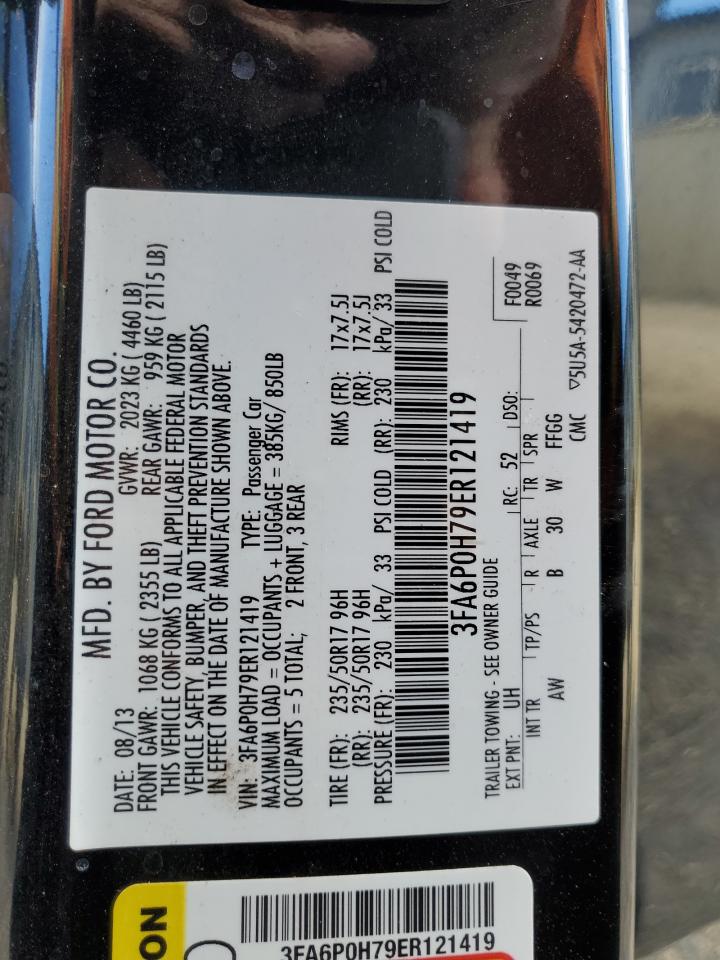 MFD. BY FORD MOTOR CO.
DATE: 08/13 GVWR: 2023 KG ( 4460 LB)
FRONT GAWR: 1068 KG ( 2355 LB) REAR GAWR: 959 KG ( 2115 LB)
THIS VEHICLE CONFORMS TO ALL APPLICABLE FEDERAL MOTOR
VEHICLE SAFETY, BUMPER, AND THEFT PREVENTION STANDARDS
IN EFFECT ON THE DATE OF MANUFACTURE SHOWN ABOVE.
VIN: 3FA6P0H79ER121419 TYPE: Passenger Car
MAXIMUM LOAD = OCCUPANTS + LUGGAGE = 385KG/ 850LB
OCCUPANTS = 5 TOTAL; 2 FRONT, 3 REAR
TIRE (FR): 235/50R17 96H RIMS (FR): 17x7.5J
(RR): 235/50R17 96H (RR): 17x7.5J
PRESSURE (FR): 230 kPa/ 33 PSI COLD (RR): 230 kPa/ 33 PSI COLD
3FA6P0H79ER121419
TRAILER TOWING - SEE OWNER GUIDE
F0049
R0069
EXT PNT: UH RC: 52 DSO:
INT TR TP/PS R AXLE TR SPR
AW B 30 W FFGG
CMC ▽5U5A-5420472-AA
ON
3FA6P0H79ER121419